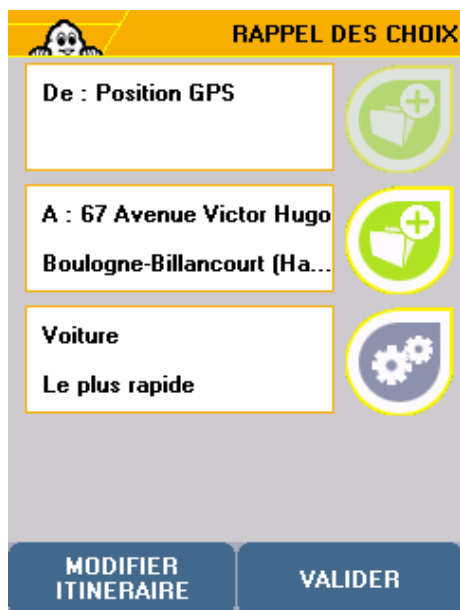 RAPPEL DES CHOIX
De : Position GPS
A : 67 Avenue Victor Hugo
Boulogne-Billancourt (Ha...
Voiture
Le plus rapide
MODIFIER
ITINERAIRE
VALIDER